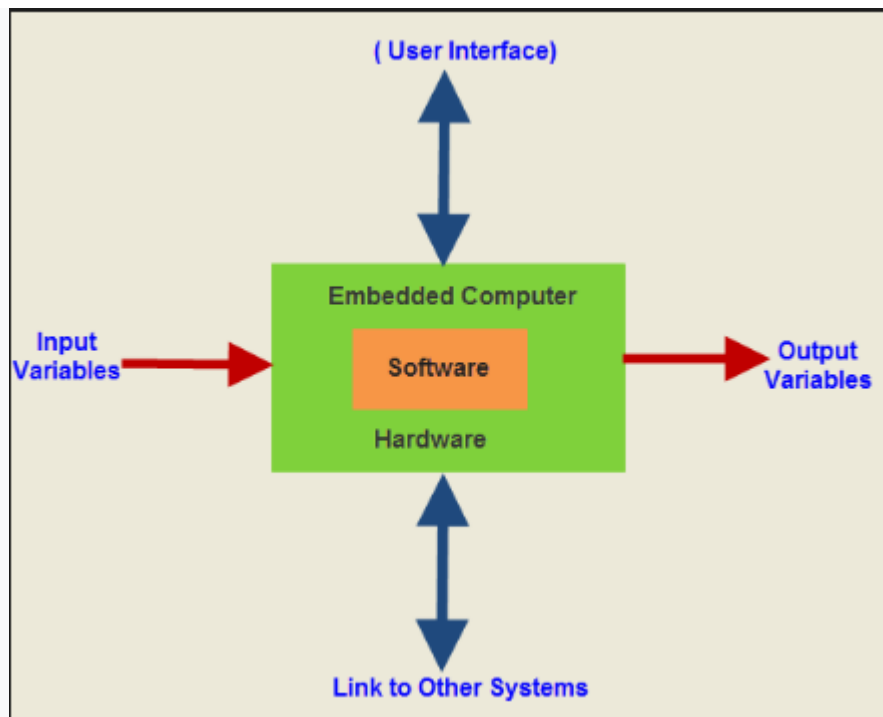 ( User Interface)
Embedded Computer
Input
Variables
Software
Output
Variables
Hardware
Link to Other Systems